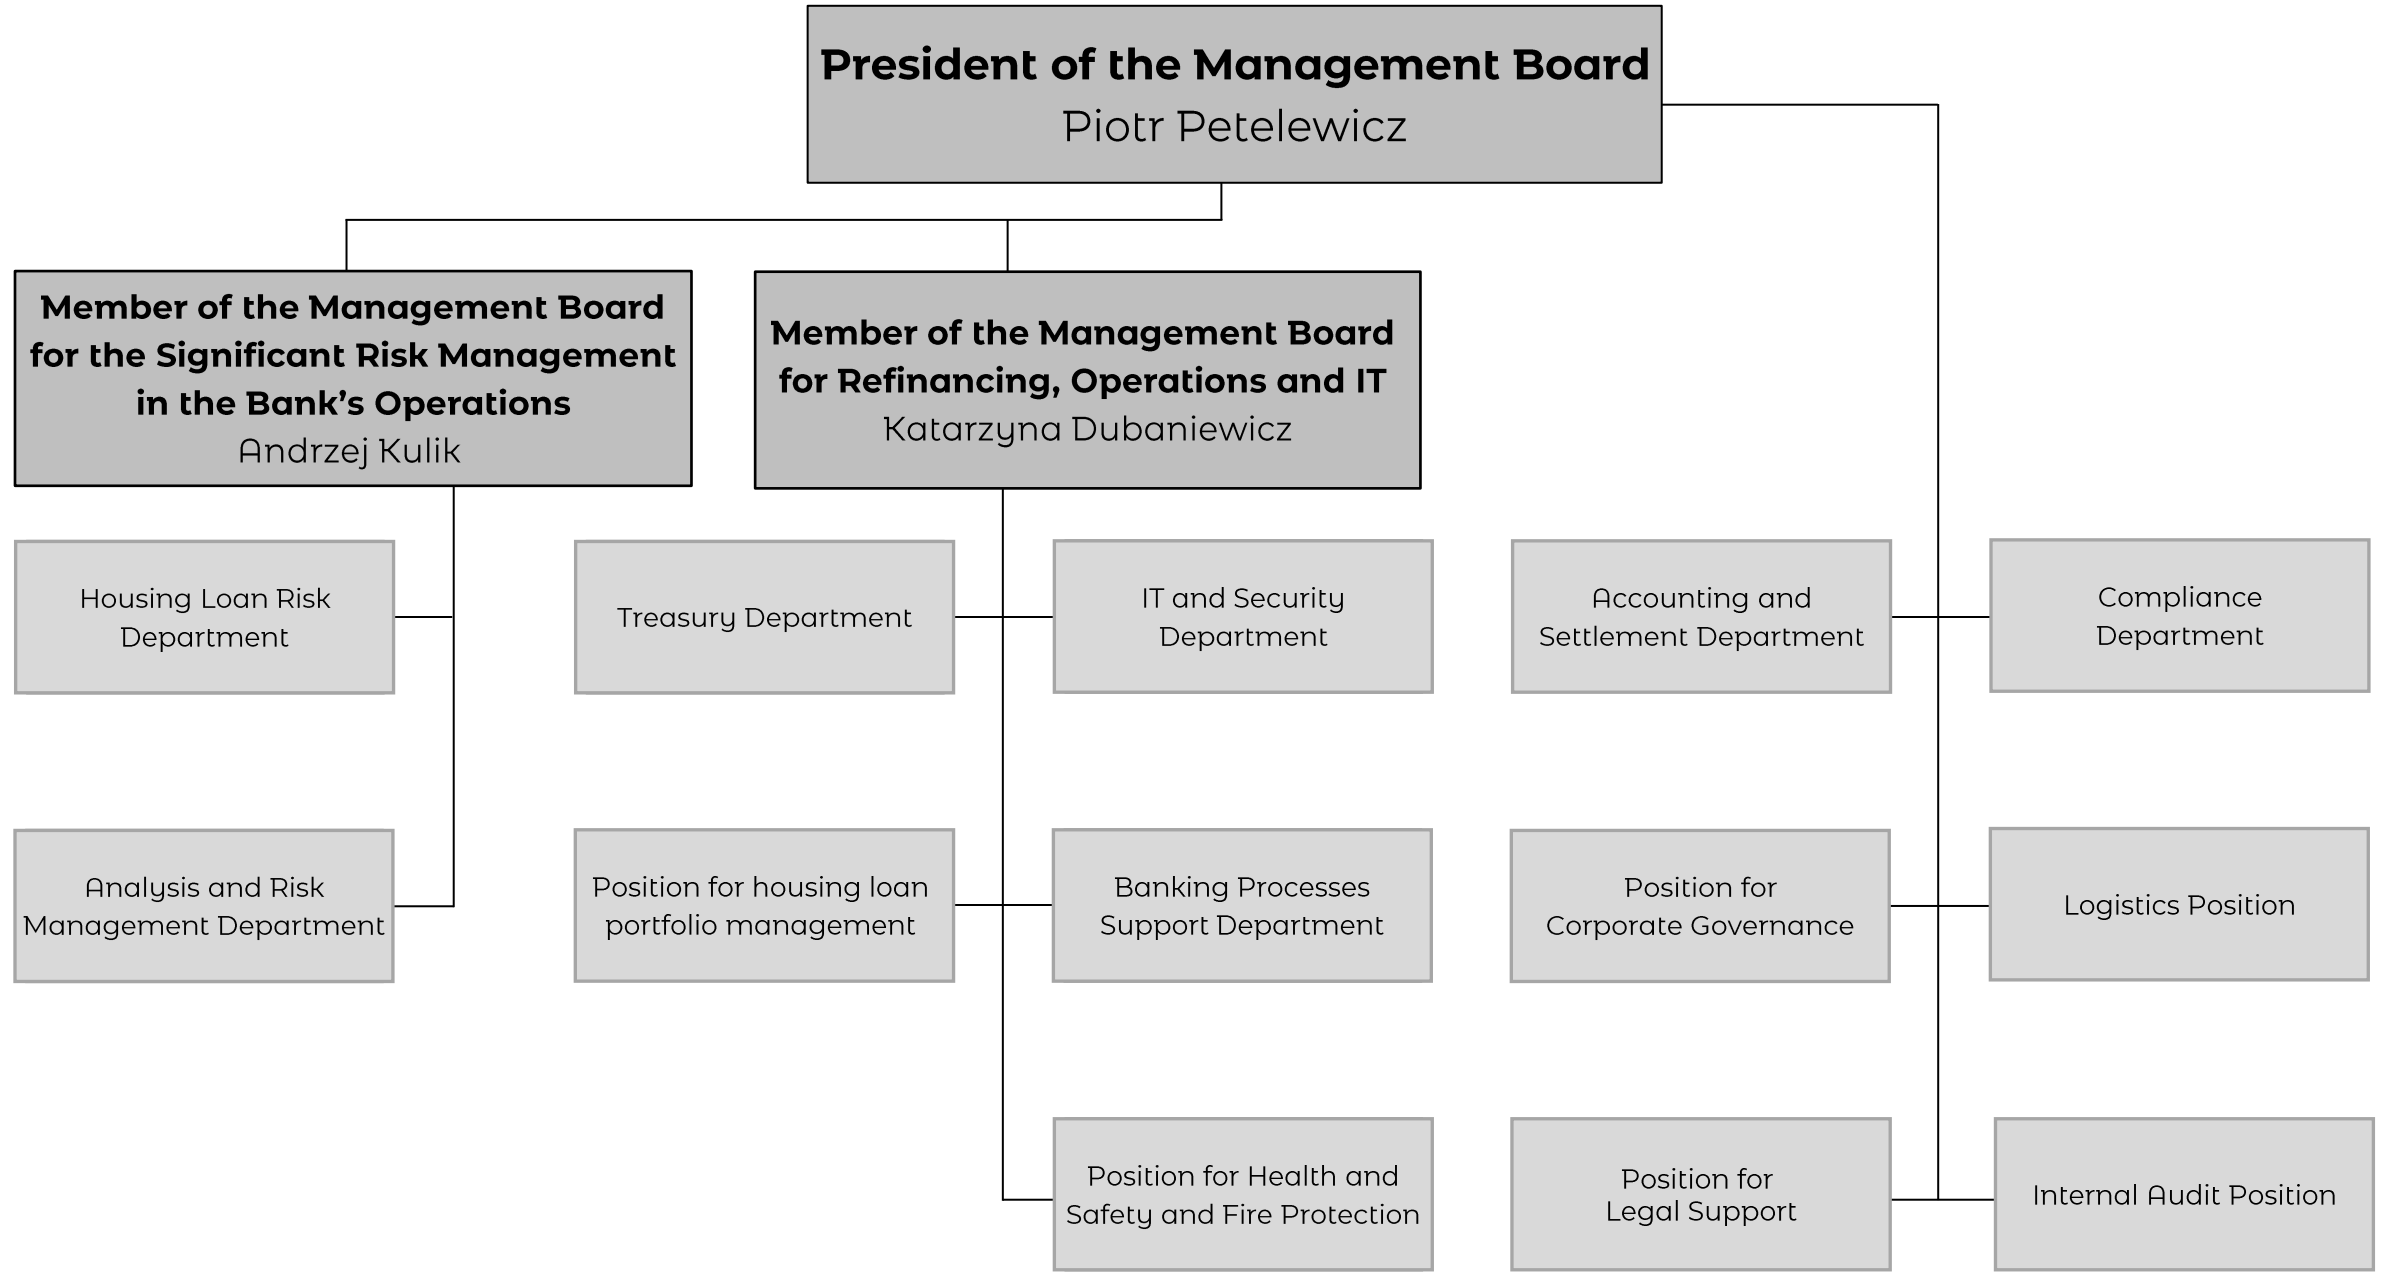 President of the Management Board
Piotr Petelewicz
Member of the Management Board
for the Significant Risk Management
in the Bank’s Operations
Andrzej Kulik
Member of the Management Board
for Refinancing, Operations and IT
Katarzyna Dubaniewicz
Housing Loan Risk
Department
Treasury Department
IT and Security
Department
Accounting and
Settlement Department
Compliance
Department
Analysis and Risk
Management Department
Position for housing loan
portfolio management
Banking Processes
Support Department
Position for
Corporate Governance
Logistics Position
Position for Health and
Safety and Fire Protection
Position for
Legal Support
Internal Audit Position